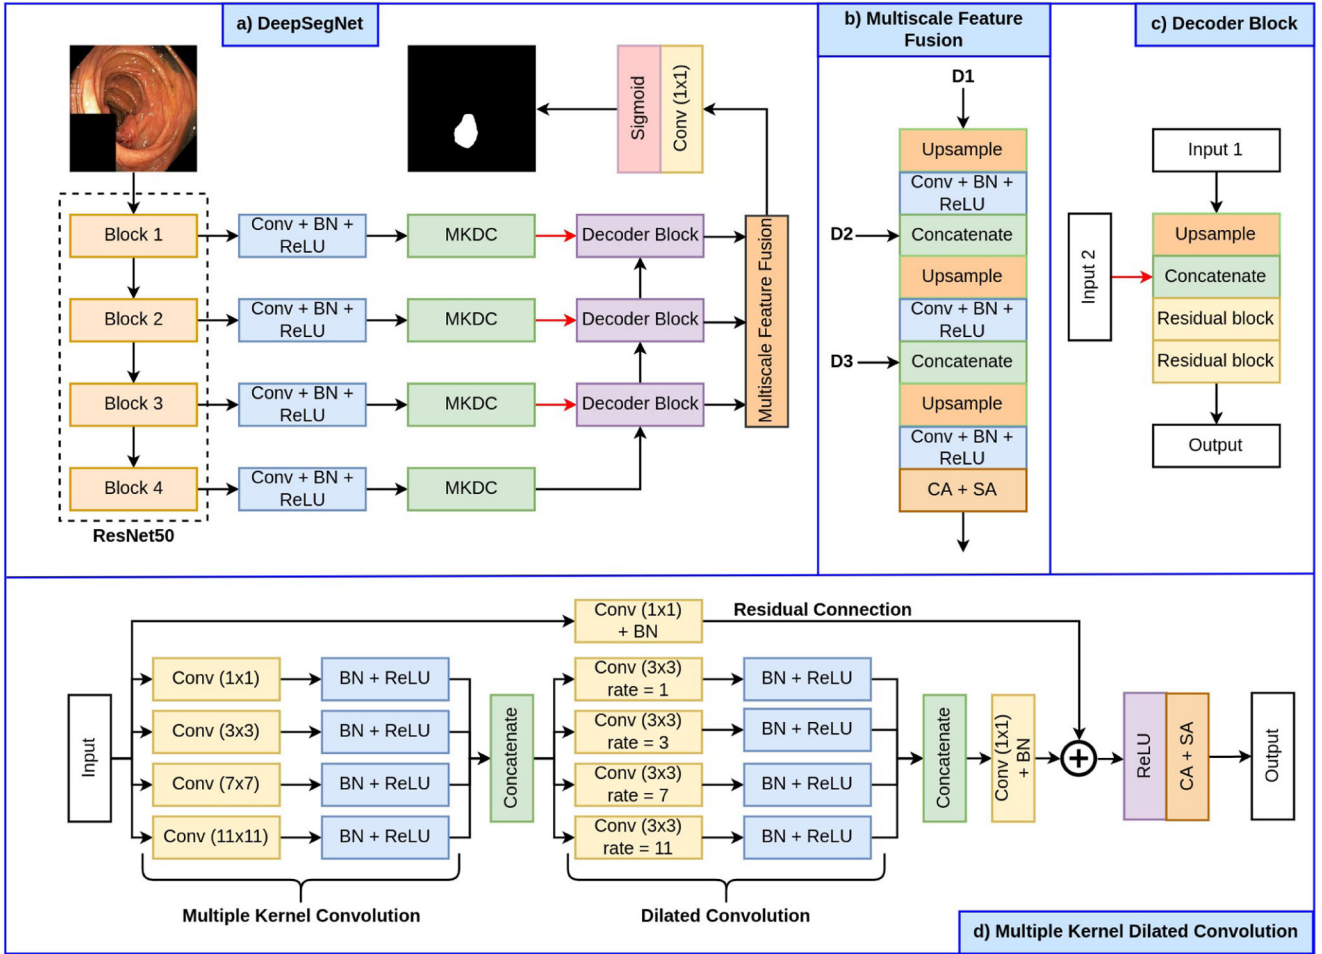 a) DeepSegNet
Sigmoid
Conv (1x1)
Block 1
Conv + BN +
ReLU
MKDC
Decoder Block
Block 2
Conv + BN +
ReLU
MKDC
Decoder Block
Block 3
Conv + BN +
ReLU
MKDC
Decoder Block
Block 4
Conv + BN +
ReLU
MKDC
Multiscale Feature Fusion
ResNet50
b) Multiscale Feature
Fusion
D1
Upsample
Conv + BN +
ReLU
D2
Concatenate
Upsample
Conv + BN +
ReLU
D3
Concatenate
Upsample
Conv + BN +
ReLU
CA + SA
c) Decoder Block
Input 1
Input 2
Upsample
Concatenate
Residual block
Residual block
Output
Input
Conv (1x1)
BN + ReLU
Conv (3x3)
BN + ReLU
Conv (7x7)
BN + ReLU
Conv (11x11)
BN + ReLU
Multiple Kernel Convolution
Concatenate
Conv (1x1)
+ BN
Residual Connection
Conv (3x3)
rate = 1
BN + ReLU
Conv (3x3)
rate = 3
BN + ReLU
Conv (3x3)
rate = 7
BN + ReLU
Conv (3x3)
rate = 11
BN + ReLU
Dilated Convolution
Concatenate
Conv (1x1)
+ BN
ReLU
CA + SA
Output
d) Multiple Kernel Dilated Convolution